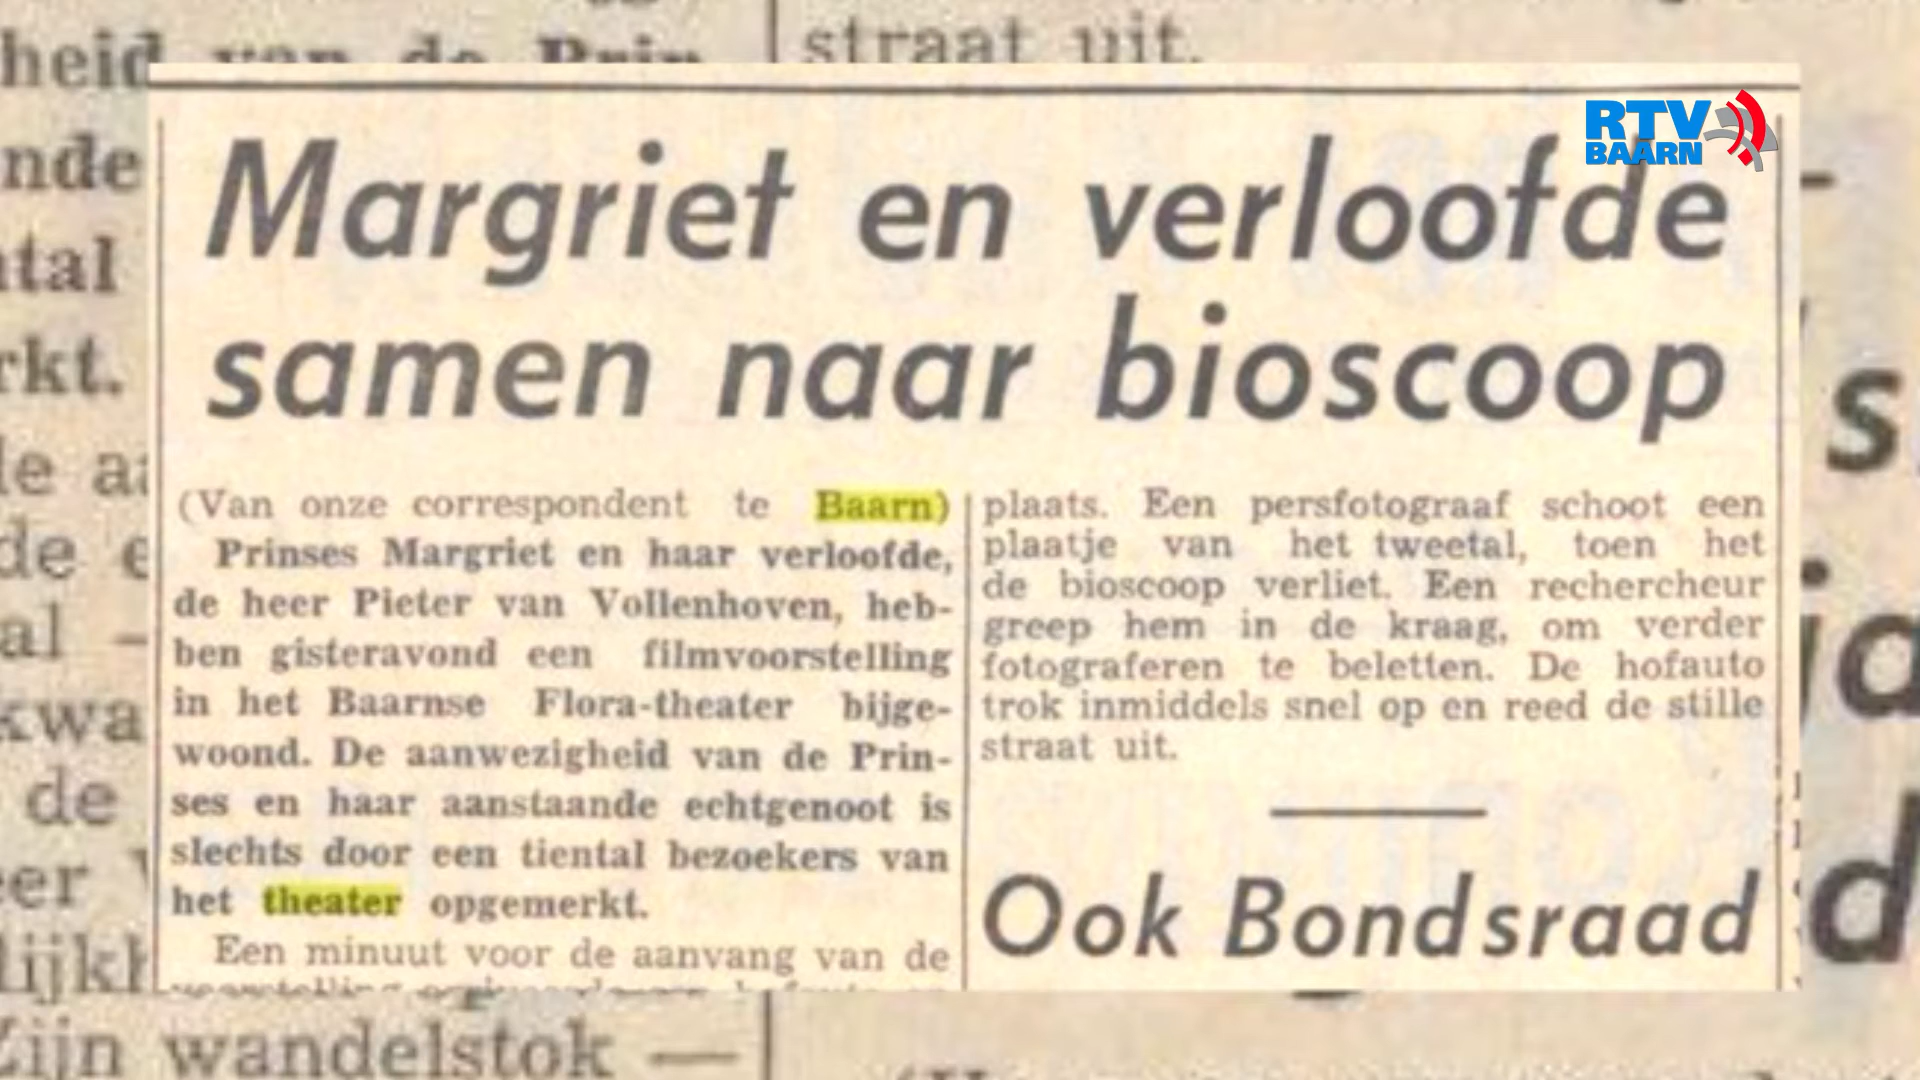 straat uit.
RTV
BAARN
Margriet en verloofde
samen naar bioscoop
(Van onze correspondent te Baarn)
Prinses Margriet en haar verloofde,
de heer Pieter van Vollenhoven, heb-
ben gisteravond een filmvoorstelling
in het Baarnse Flora-theater bijge-
woond. De aanwezigheid van de Prin-
ses en haar aanstaande echtgenoot is
slechts door een tiental bezoekers van
het theater opgemerkt.
Een minuut voor de aanvang van de
plaats. Een persfotograaf schoot een
plaatje van het tweetal, toen het
de bioscoop verliet. Een rechercheur
greep hem in de kraag, om verder
fotograferen te beletten. De hofauto
trok inmiddels snel op en reed de stille
straat uit.
Ook Bondsraad
Zijn wandelstok —